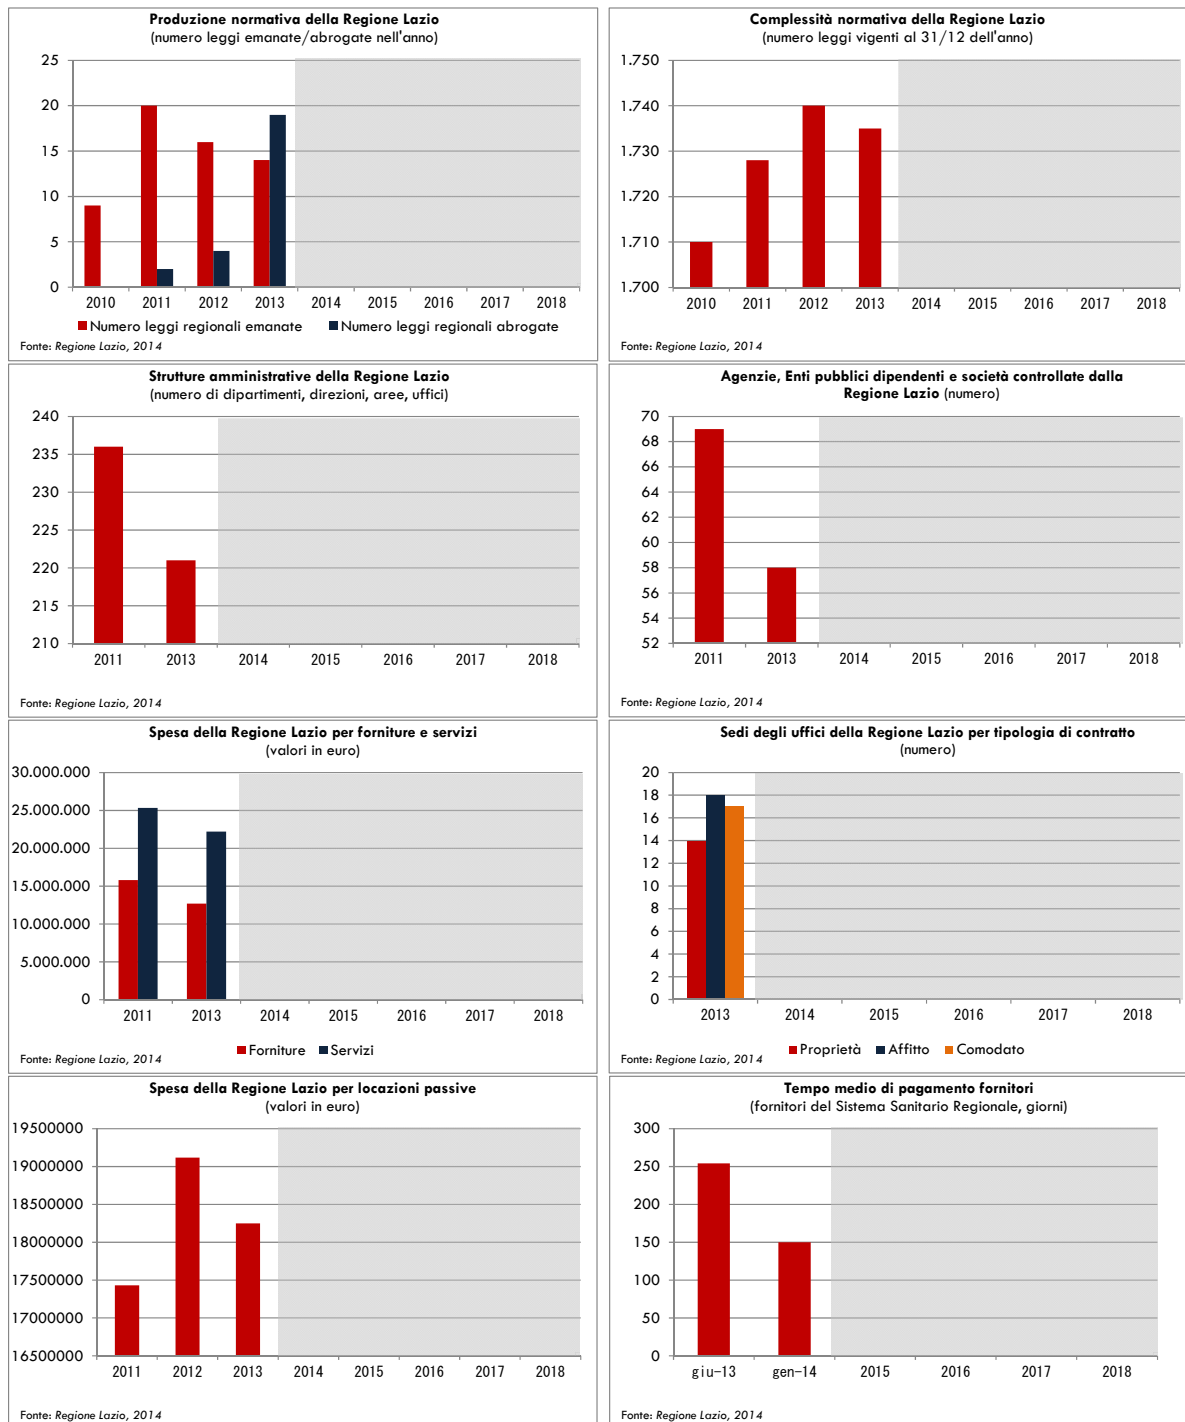 Produzione normativa della Regione Lazio
(numero leggi emanate/abrogate nell'anno)
25
20
15
10
5
0
2010 2011 2012 2013 2014 2015 2016 2017 2018
Numero leggi regionali emanate Numero leggi regionali abrogate
Fonte: Regione Lazio, 2014
Complessità normativa della Regione Lazio
(numero leggi vigenti al 31/12 dell'anno)
1.750
1.740
1.730
1.720
1.710
1.700
2010 2011 2012 2013 2014 2015 2016 2017 2018
Fonte: Regione Lazio, 2014
Strutture amministrative della Regione Lazio
(numero di dipartimenti, direzioni, aree, uffici)
240
235
230
225
220
215
210
2011 2013 2014 2015 2016 2017 2018
Fonte: Regione Lazio, 2014
Agenzie, Enti pubblici dipendenti e società controllate dalla
Regione Lazio (numero)
70
68
66
64
62
60
58
56
54
52
2011 2013 2014 2015 2016 2017 2018
Fonte: Regione Lazio, 2014
Spesa della Regione Lazio per forniture e servizi
(valori in euro)
30.000.000
25.000.000
20.000.000
15.000.000
10.000.000
5.000.000
0
2011 2013 2014 2015 2016 2017 2018
Forniture Servizi
Fonte: Regione Lazio, 2014
Sedi degli uffici della Regione Lazio per tipologia di contratto
(numero)
20
18
16
14
12
10
8
6
4
2
0
2013 2014 2015 2016 2017 2018
Proprietà Affitto Comodato
Fonte: Regione Lazio, 2014
Spesa della Regione Lazio per locazioni passive
(valori in euro)
19500000
19000000
18500000
18000000
17500000
17000000
16500000
2011 2012 2013 2014 2015 2016 2017 2018
Fonte: Regione Lazio, 2014
Tempo medio di pagamento fornitori
(fornitori del Sistema Sanitario Regionale, giorni)
300
250
200
150
100
50
0
giu-13 gen-14 2015 2016 2017 2018
Fonte: Regione Lazio, 2014